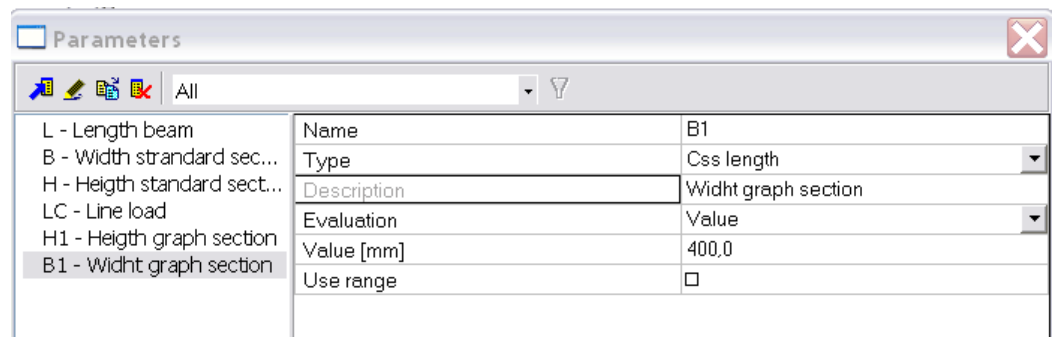 Parameters
All
L - Length beam
B - Width strandard sec...
H - Heigth standard sect...
LC - Line load
H1 - Heigth graph section
B1 - Widht graph section
Name B1
Type Css length
Description Widht graph section
Evaluation Value
Value [mm] 400,0
Use range